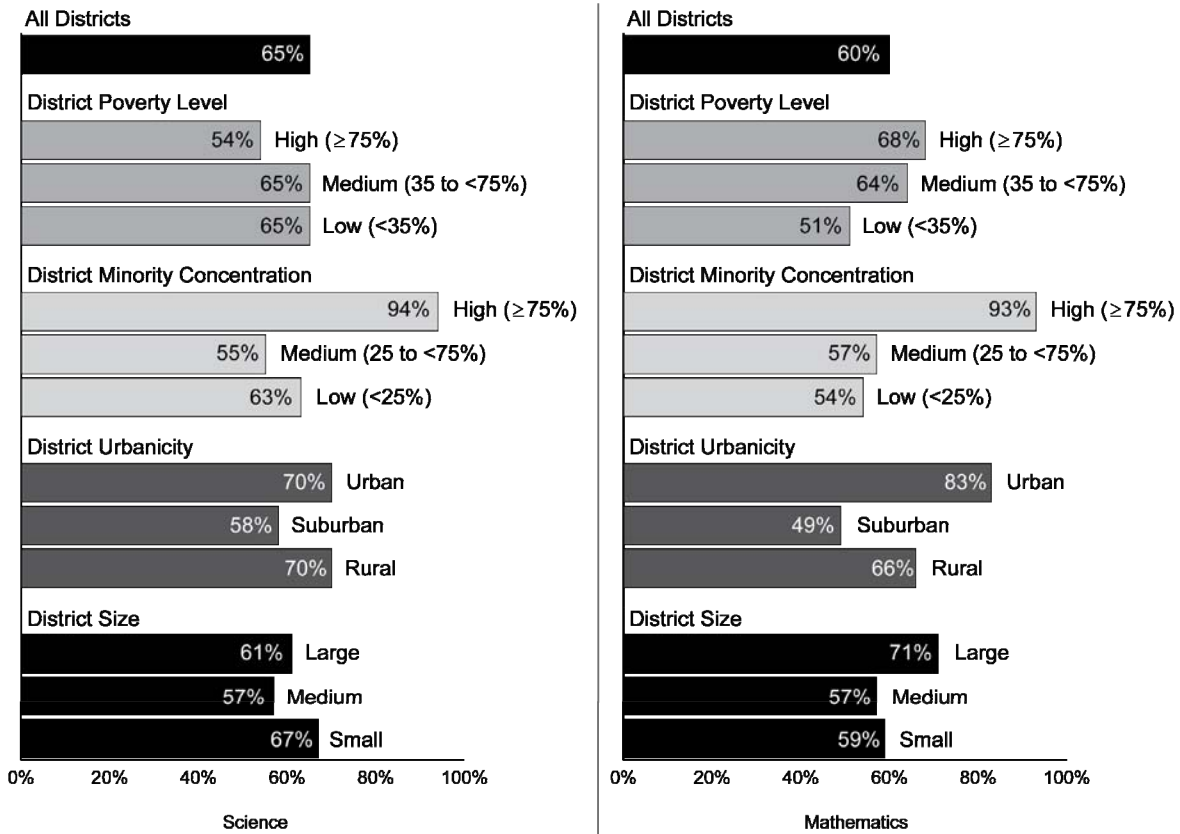 All Districts
65%
District Poverty Level
54% High (≥75%)
65% Medium (35 to <75%)
65% Low (<35%)
District Minority Concentration
94% High (≥75%)
55% Medium (25 to <75%)
63% Low (<25%)
District Urbanicity
70% Urban
58% Suburban
70% Rural
District Size
61% Large
57% Medium
67% Small
0% 20% 40% 60% 80% 100%
Science
All Districts
60%
District Poverty Level
68% High (≥75%)
64% Medium (35 to <75%)
51% Low (<35%)
District Minority Concentration
93% High (≥75%)
57% Medium (25 to <75%)
54% Low (<25%)
District Urbanicity
83% Urban
49% Suburban
66% Rural
District Size
71% Large
57% Medium
59% Small
0% 20% 40% 60% 80% 100%
Mathematics